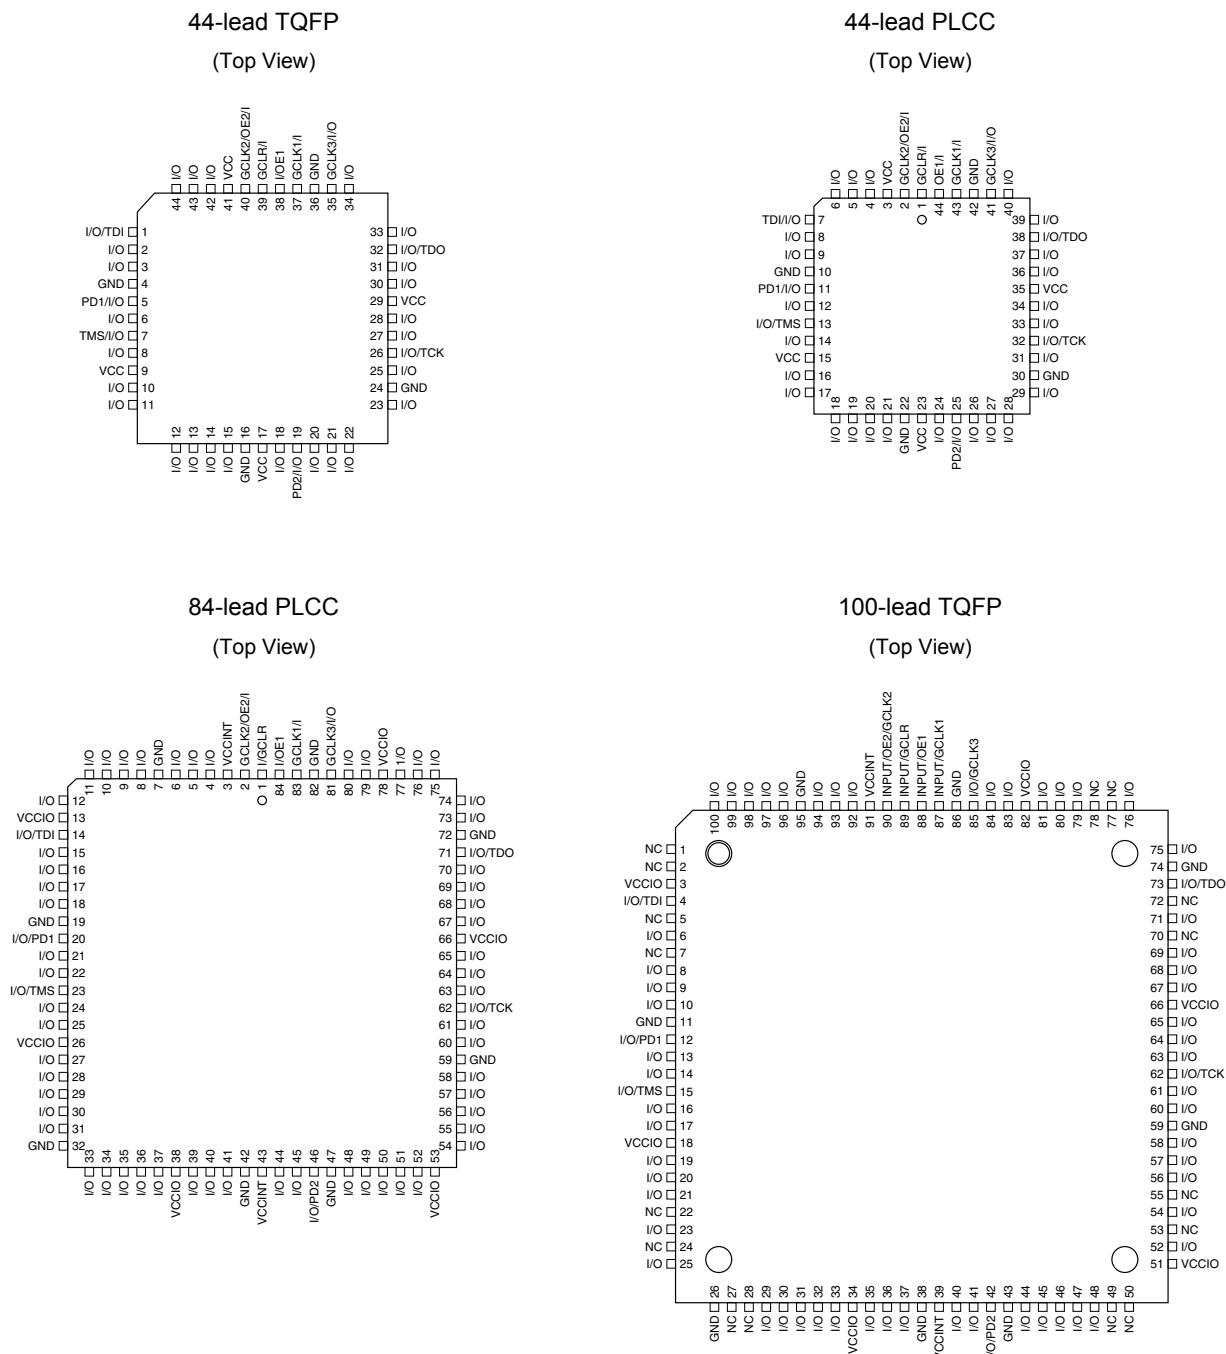 44-lead TQFP
(Top View)
44 I/O
43 I/O
42 I/O
41 VCC
40 GCLK2/OE2/I
39 GCLR/I
38 I/OE1
37 GCLK1/I
36 GND
35 GCLK3/I/O
34 I/O
I/O/TDI 1
I/O 2
I/O 3
GND 4
PD1/I/O 5
I/O 6
TMS/I/O 7
I/O 8
VCC 9
I/O 10
I/O 11
33 I/O
32 I/O/TDO
31 I/O
30 I/O
29 VCC
28 I/O
27 I/O
26 I/O/TCK
25 I/O
24 GND
23 I/O
I/O 12
I/O 13
I/O 14
I/O 15
GND 16
VCC 17
I/O 18
PD2/I/O 19
I/O 20
I/O 21
I/O 22
44-lead PLCC
(Top View)
6 I/O
5 I/O
4 I/O
3 VCC
2 GCLK2/OE2/I
1 GCLR/I
44 OE1/I
43 GCLK1/I
42 GND
41 GCLK3/I/O
40 I/O
TDI/I/O 7
I/O 8
I/O 9
GND 10
PD1/I/O 11
I/O 12
I/O/TMS 13
I/O 14
VCC 15
I/O 16
I/O 17
39 I/O
38 I/O/TDO
37 I/O
36 I/O
35 VCC
34 I/O
33 I/O
32 I/O/TCK
31 I/O
30 GND
29 I/O
I/O 18
I/O 19
I/O 20
I/O 21
GND 22
VCC 23
I/O 24
PD2/I/O 25
I/O 26
I/O 27
I/O 28
84-lead PLCC
(Top View)
11 I/O
10 I/O
9 I/O
8 I/O
7 GND
6 I/O
5 I/O
4 I/O
3 VCCINT
2 GCLK2/OE2/I
1 I/GCLR
84 I/OE1
83 GCLK1/I
82 GND
81 GCLK3/I/O
80 I/O
79 I/O
78 VCCIO
77 1/O
76 I/O
75 I/O
I/O 12
VCCIO 13
I/O/TDI 14
I/O 15
I/O 16
I/O 17
I/O 18
GND 19
I/O/PD1 20
I/O 21
I/O 22
I/O/TMS 23
I/O 24
I/O 25
VCCIO 26
I/O 27
I/O 28
I/O 29
I/O 30
I/O 31
GND 32
74 I/O
73 I/O
72 GND
71 I/O/TDO
70 I/O
69 I/O
68 I/O
67 I/O
66 VCCIO
65 I/O
64 I/O
63 I/O
62 I/O/TCK
61 I/O
60 I/O
59 GND
58 I/O
57 I/O
56 I/O
55 I/O
54 I/O
I/O 33
I/O 34
I/O 35
I/O 36
I/O 37
VCCIO 38
I/O 39
I/O 40
I/O 41
GND 42
VCCINT 43
I/O 44
I/O 45
I/O/PD2 46
GND 47
I/O 48
I/O 49
I/O 50
I/O 51
I/O 52
VCCIO 53
100-lead TQFP
(Top View)
100 I/O
99 I/O
98 I/O
97 I/O
96 I/O
95 GND
94 I/O
93 I/O
92 I/O
91 VCCINT
90 INPUT/OE2/GCLK2
89 INPUT/GCLR
88 INPUT/OE1
87 INPUT/GCLK1
86 GND
85 I/O/GCLK3
84 I/O
83 I/O
82 VCCIO
81 I/O
80 I/O
79 I/O
78 NC
77 NC
76 I/O
NC 1
NC 2
VCCIO 3
I/O/TDI 4
NC 5
I/O 6
NC 7
I/O 8
I/O 9
I/O 10
GND 11
I/O/PD1 12
I/O 13
I/O 14
I/O/TMS 15
I/O 16
I/O 17
VCCIO 18
I/O 19
I/O 20
I/O 21
NC 22
I/O 23
NC 24
I/O 25
75 I/O
74 GND
73 I/O/TDO
72 NC
71 I/O
70 NC
69 I/O
68 I/O
67 I/O
66 VCCIO
65 I/O
64 I/O
63 I/O
62 I/O/TCK
61 I/O
60 I/O
59 GND
58 I/O
57 I/O
56 I/O
55 NC
54 I/O
53 NC
52 I/O
51 VCCIO
GND 26
NC 27
NC 28
I/O 29
I/O 30
I/O 31
I/O 32
I/O 33
VCCIO 34
I/O 35
I/O 36
I/O 37
GND 38
VCCINT 39
I/O 40
I/O 41
I/O/PD2 42
GND 43
I/O 44
I/O 45
I/O 46
I/O 47
I/O 48
NC 49
NC 50